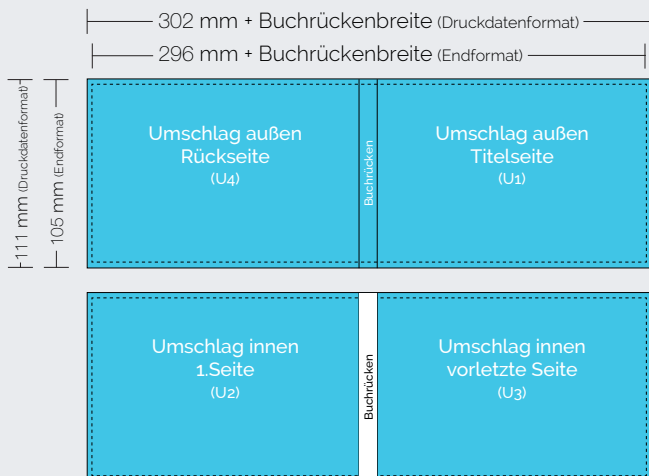 302 mm + Buchrückenbreite (Druckdatenformat)
296 mm + Buchrückenbreite (Endformat)
111 mm (Druckdatenformat)
105 mm (Endformat)
Umschlag außen
Rückseite
(U4)
Buchrücken
Umschlag außen
Titelseite
(U1)
Umschlag innen
1.Seite
(U2)
Buchrücken
Umschlag innen
vorletzte Seite
(U3)